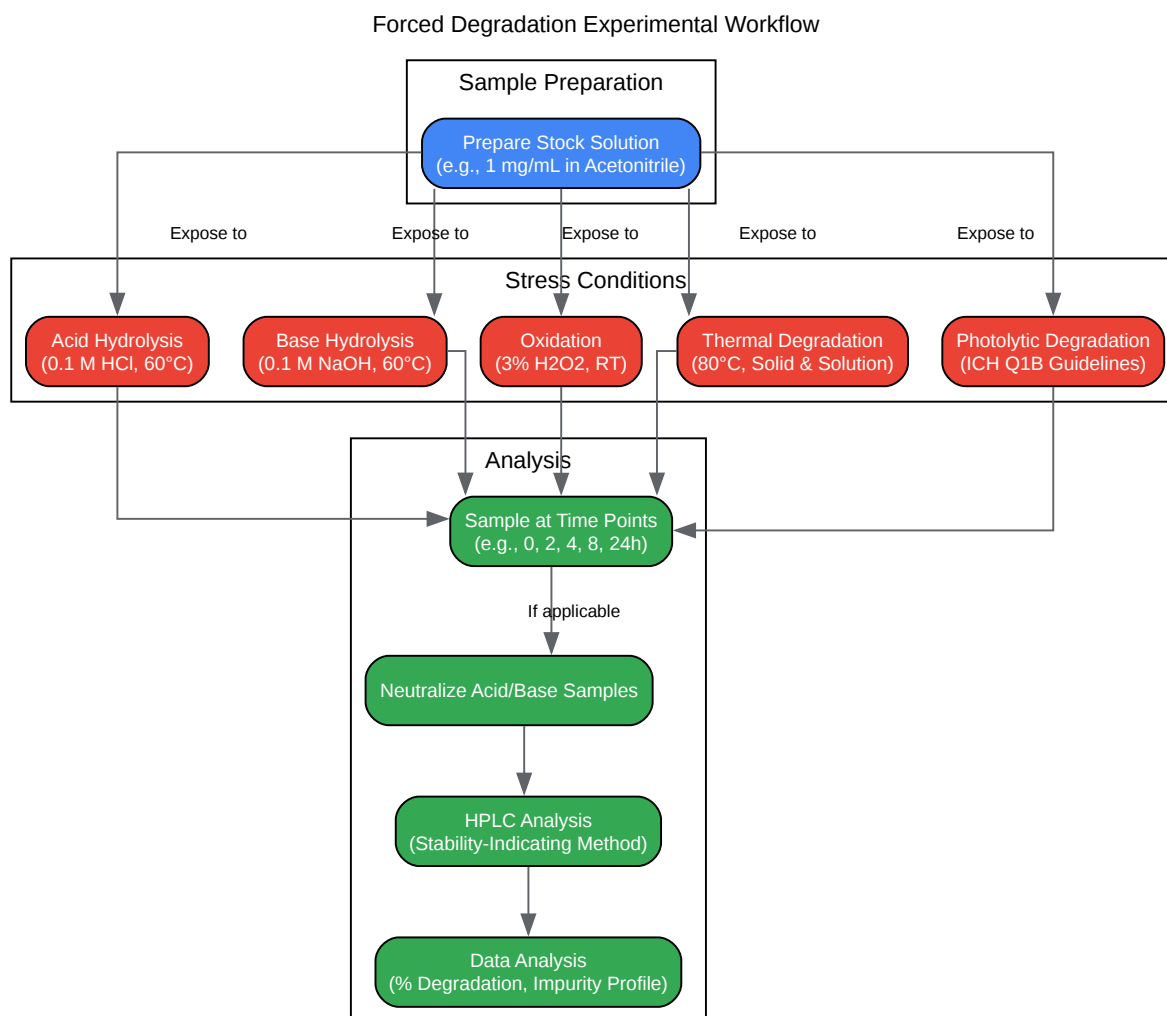 Forced Degradation Experimental Workflow
Sample Preparation
Prepare Stock Solution
(e.g., 1 mg/mL in Acetonitrile)
Expose to
Expose to
Expose to
Expose to
Expose to
Stress Conditions
Acid Hydrolysis
(0.1 M HCl, 60°C)
Base Hydrolysis
(0.1 M NaOH, 60°C)
Oxidation
(3% H2O2, RT)
Thermal Degradation
(80°C, Solid & Solution)
Photolytic Degradation
(ICH Q1B Guidelines)
Analysis
Sample at Time Points
(e.g., 0, 2, 4, 8, 24h)
If applicable
Neutralize Acid/Base Samples
HPLC Analysis
(Stability-Indicating Method)
Data Analysis
(% Degradation, Impurity Profile)